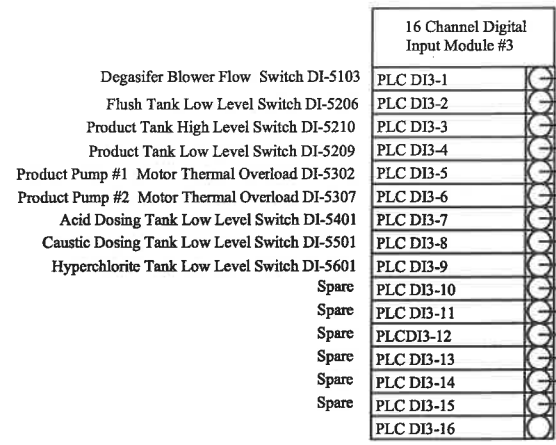 16 Channel Digital
Input Module #3
Degasifer Blower Flow Switch DI-5103 PLC DI3-1
Flush Tank Low Level Switch DI-5206 PLC DI3-2
Product Tank High Level Switch DI-5210 PLC DI3-3
Product Tank Low Level Switch DI-5209 PLC DI3-4
Product Pump #1 Motor Thermal Overload DI-5302 PLC DI3-5
Product Pump #2 Motor Thermal Overload DI-5307 PLC DI3-6
Acid Dosing Tank Low Level Switch DI-5401 PLC DI3-7
Caustic Dosing Tank Low Level Switch DI-5501 PLC DI3-8
Hyperchlorite Tank Low Level Switch DI-5601 PLC DI3-9
Spare PLC DI3-10
Spare PLC DI3-11
Spare PLCDI3-12
Spare PLC DI3-13
Spare PLC DI3-14
Spare PLC DI3-15
PLC DI3-16